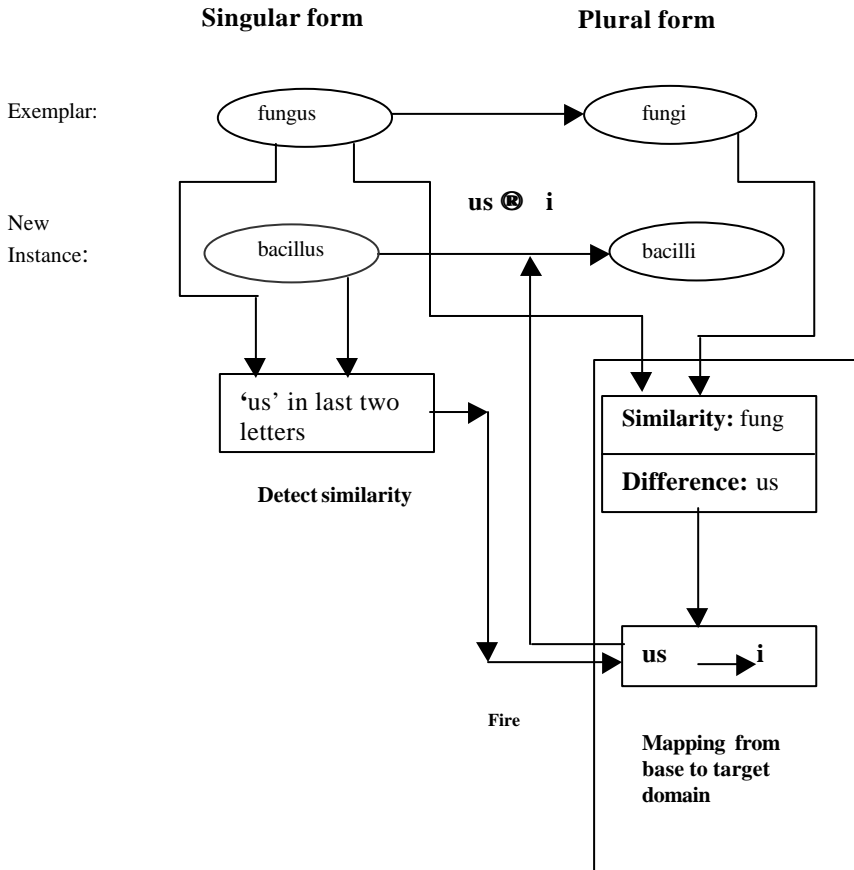 Singular form
Plural form
Exemplar:
fungus
fungi
us ® i
New
Instance:
bacillus
bacilli
‘us’ in last two
letters
Similarity: fung
Difference: us
Detect similarity
us
i
Fire
Mapping from
base to target
domain